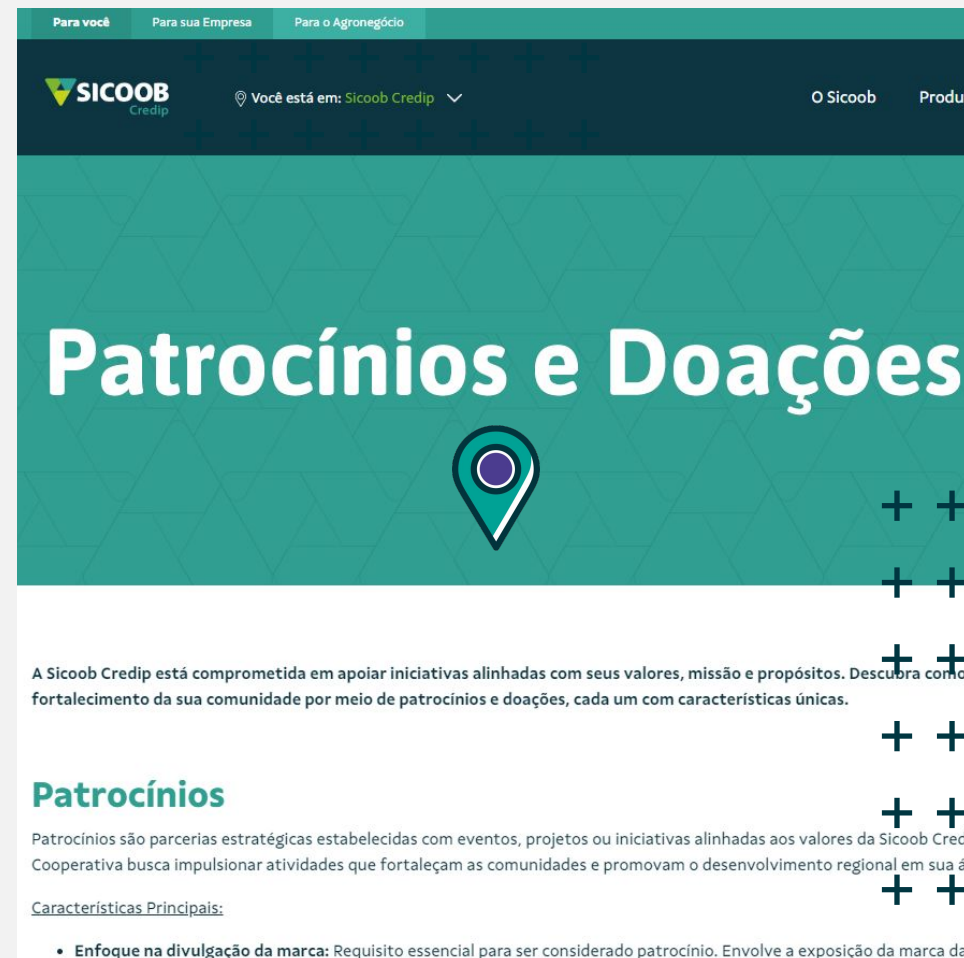 Para você Para sua Empresa Para o Agronegócio
SICOOB
Credip
Você está em: Sicoob Credip
O Sicoob Produ
Patrocínios e Doações
A Sicoob Credip está comprometida em apoiar iniciativas alinhadas com seus valores, missão e propósitos. Descubra como
fortalecimento da sua comunidade por meio de patrocínios e doações, cada um com características únicas.
Patrocínios
Patrocínios são parcerias estratégicas estabelecidas com eventos, projetos ou iniciativas alinhadas aos valores da Sicoob Cred
Cooperativa busca impulsionar atividades que fortaleçam as comunidades e promovam o desenvolvimento regional em sua á
Características Principais:
• Enfoque na divulgação da marca: Requisito essencial para ser considerado patrocínio. Envolve a exposição da marca da